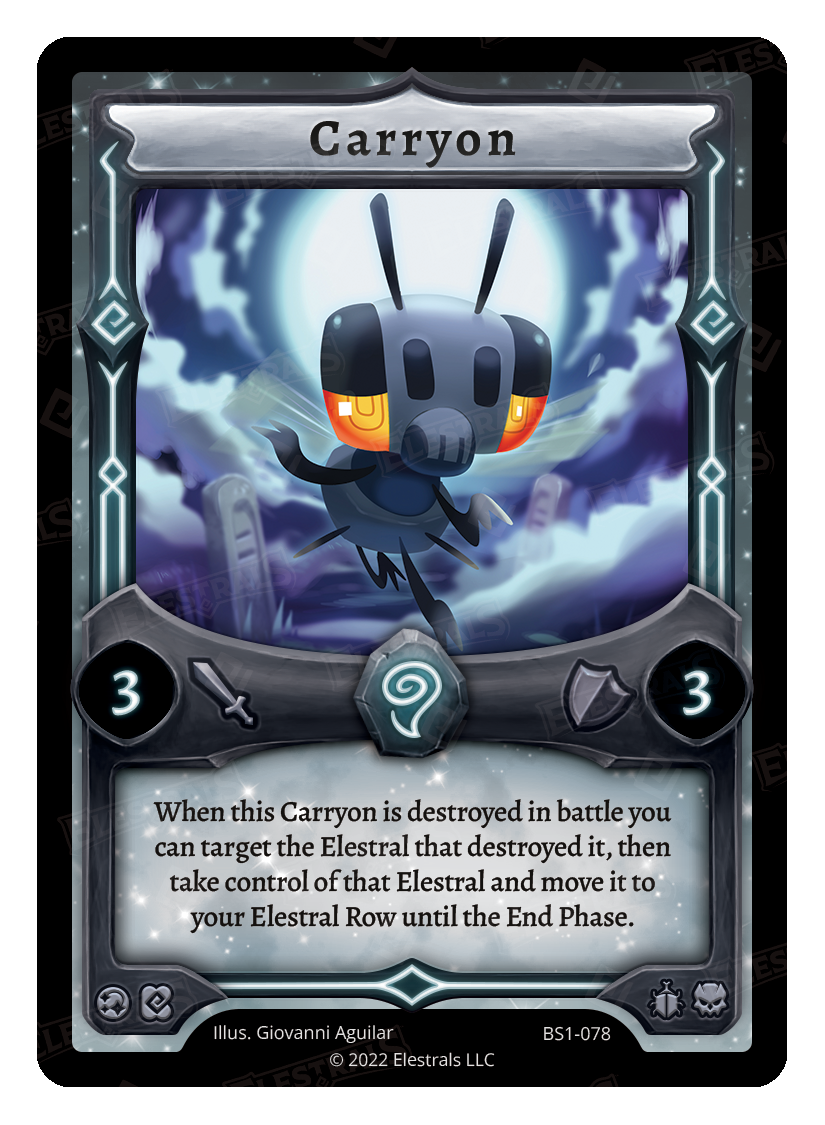 Carryon
3
3
When this Carryon is destroyed in battle you
can target the Elestral that destroyed it, then
take control of that Elestral and move it to
your Elestral Row until the End Phase.
Illus. Giovanni Aguilar
BS1-078
© 2022 Elestrals LLC